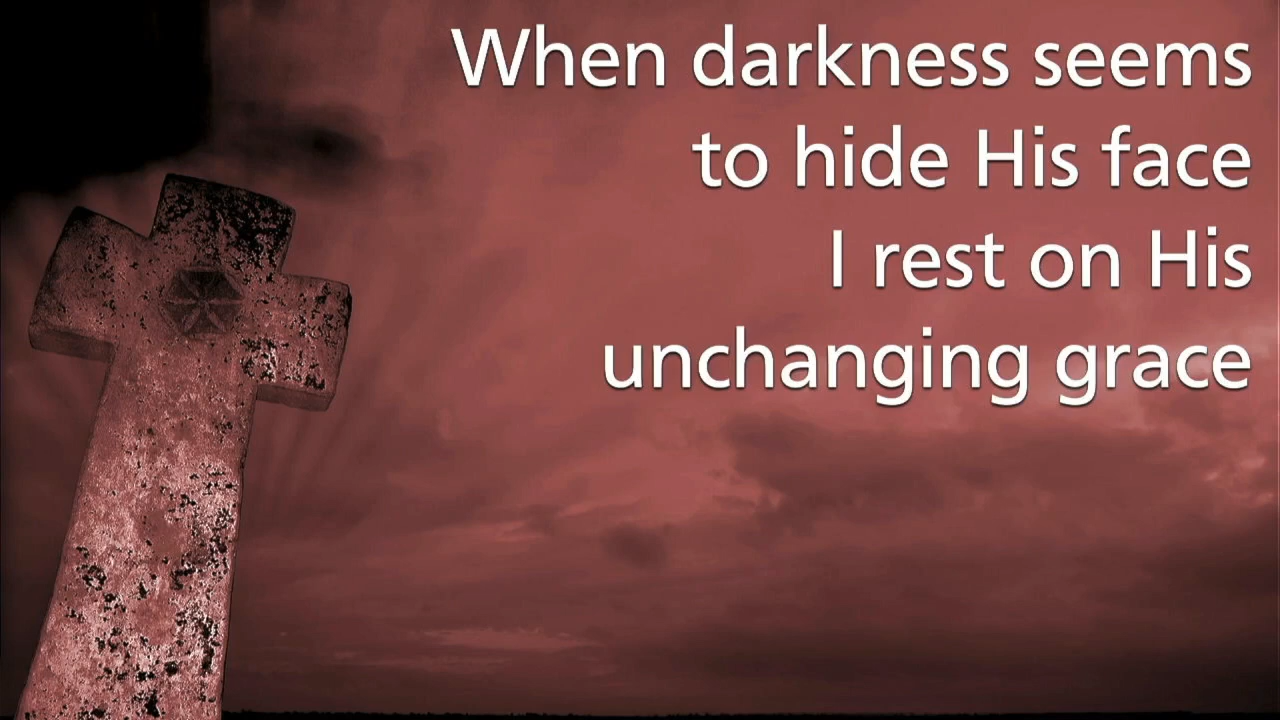 When darkness seems
to hide His face
I rest on His
unchanging grace